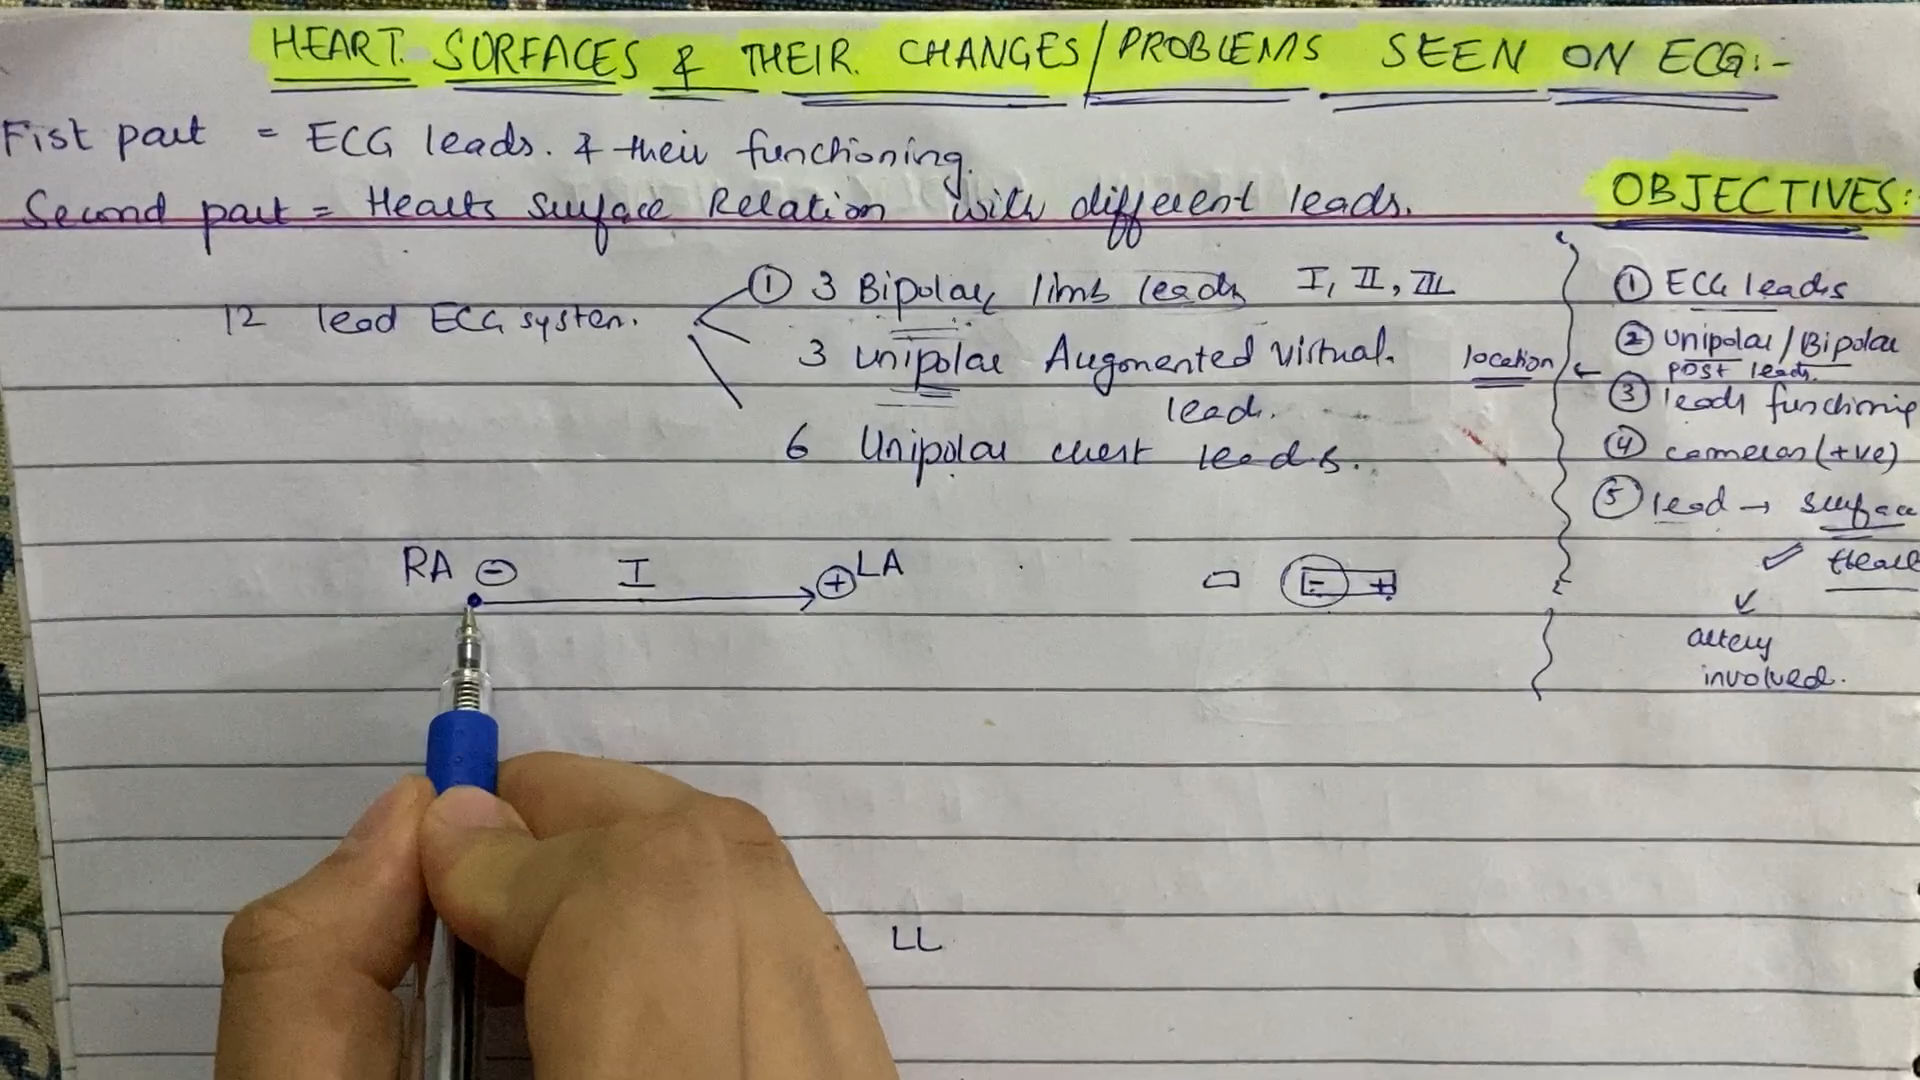 HEART SURFACES & THEIR CHANGES/PROBLEMS SEEN ON ECG:-
Fist part = ECG leads. & their functioning.
Second part = Hearts Surface Relation with different leads.
12 lead ECG system.
① 3 Bipolar limb leads I, II, III
3 unipolar Augmented virtual.
lead.
6 Unipolar chest leads.
location
OBJECTIVES:
① ECG leads
② unipolar/Bipolar
post leads.
③ leads functioning
④ cameras (+ve)
⑤ lead → surface
Heart
artery
involved.
RA ⊖ I ⊕ LA
- +
LL